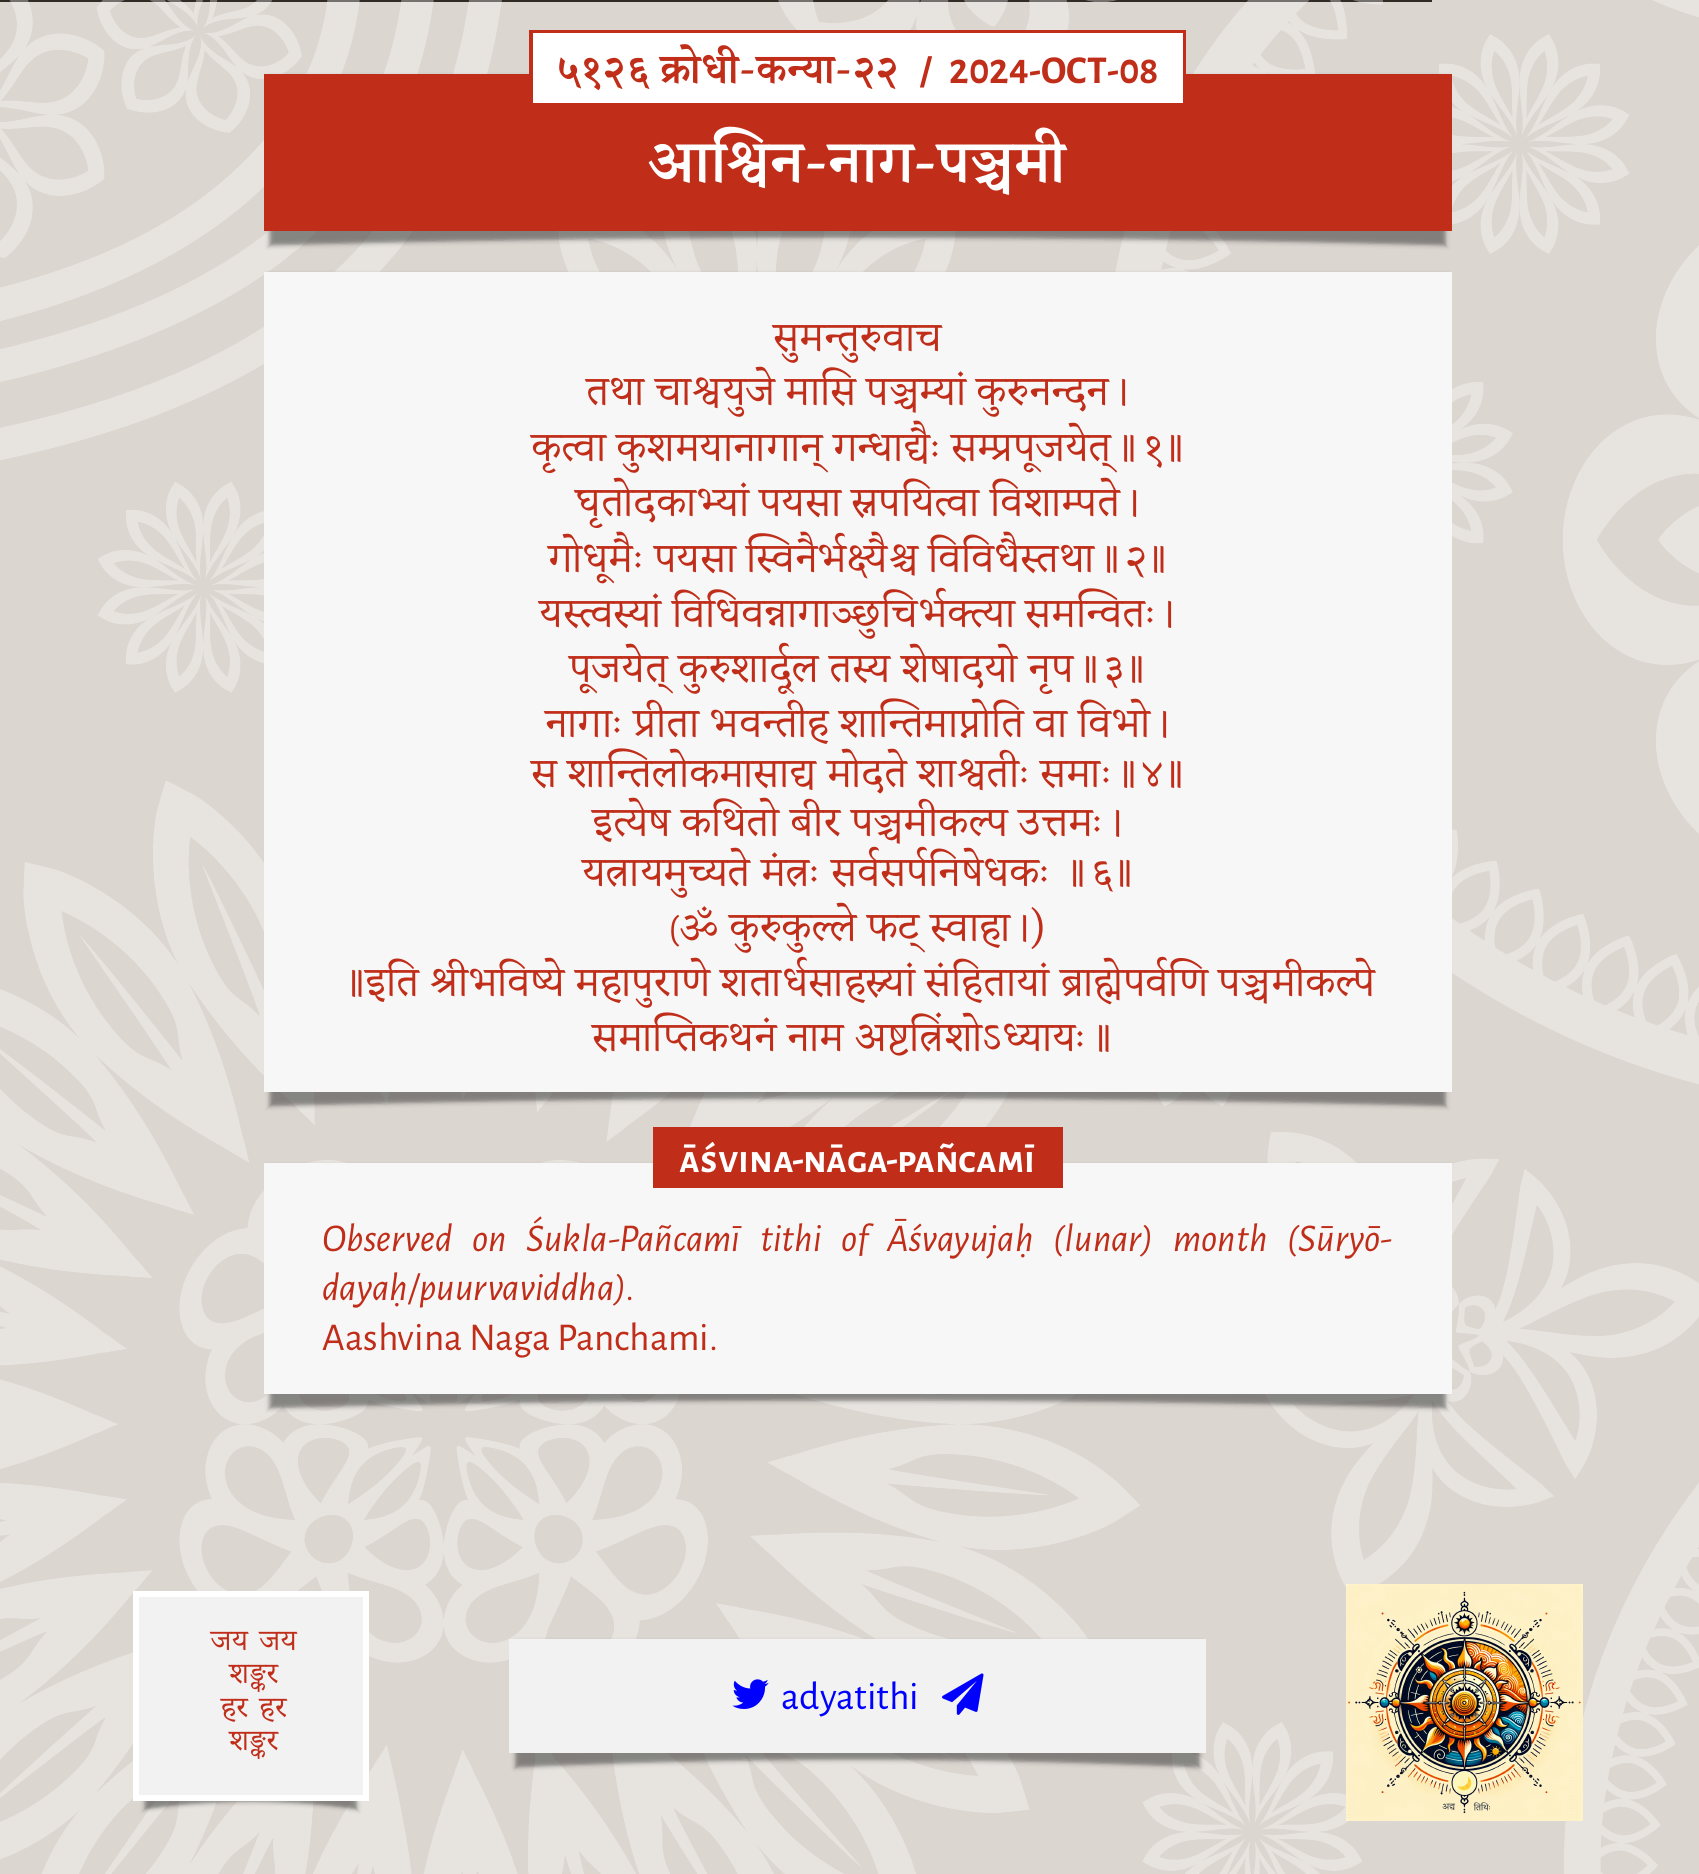 ५१२६ क्रोधी-कन्या-२२ / 2024-OCT-08
आश्विन-नाग-पञ्चमी
सुमन्तुरुवाच
तथा चाश्वयुजे मासि पञ्चम्यां कुरुनन्दन।
कृत्वा कुशमयानागान् गन्धाद्यैः सम्प्रपूजयेत्॥१॥
घृतोदकाभ्यां पयसा स्नपयित्वा विशाम्पते।
गोधूमैः पयसा स्विनैर्भक्ष्यैश्च विविधैस्तथा॥२॥
यस्त्वस्यां विधिवन्नागाञ्छुचिर्भक्त्या समन्वितः।
पूजयेत् कुरुशार्दूल तस्य शेषादयो नृप॥३॥
नागाः प्रीता भवन्तीह शान्तिमाप्नोति वा विभो।
स शान्तिलोकमासाद्य मोदते शाश्वतीः समाः॥४॥
इत्येष कथितो बीर पञ्चमीकल्प उत्तमः।
यत्रायमुच्यते मंत्रः सर्वसर्पनिषेधकः ॥६॥
(ॐ कुरुकुल्ले फट् स्वाहा।)
॥इति श्रीभविष्ये महापुराणे शतार्धसाहस्र्यां संहितायां ब्राह्मेपर्वणि पञ्चमीकल्पे
समाप्तिकथनं नाम अष्टत्रिंशोऽध्यायः॥
ĀŚVINA-NĀGA-PAÑCAMĪ
Observed on Śukla-Pañcamī tithi of Āśvayujaḥ (lunar) month (Sūryō-
dayaḥ/puurvaviddha).
Aashvina Naga Panchami.
जय जय
शङ्कर
हर हर
शङ्कर
adyatithi
अद्य तिथिः